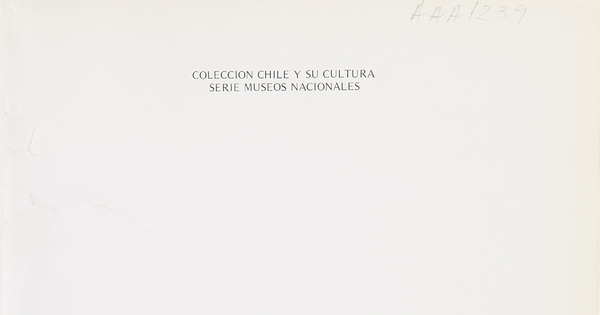 AAA1239
COLECCION CHILE Y SU CULTURA
SERIE MUSEOS NACIONALES